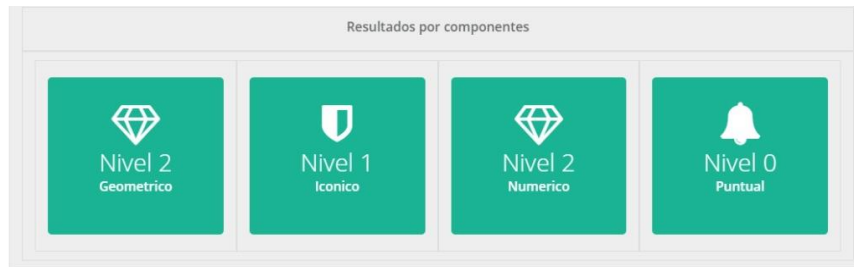 Resultados por componentes
Nivel 2
Geometrico
Nivel 1
Iconico
Nivel 2
Numerico
Nivel 0
Puntual